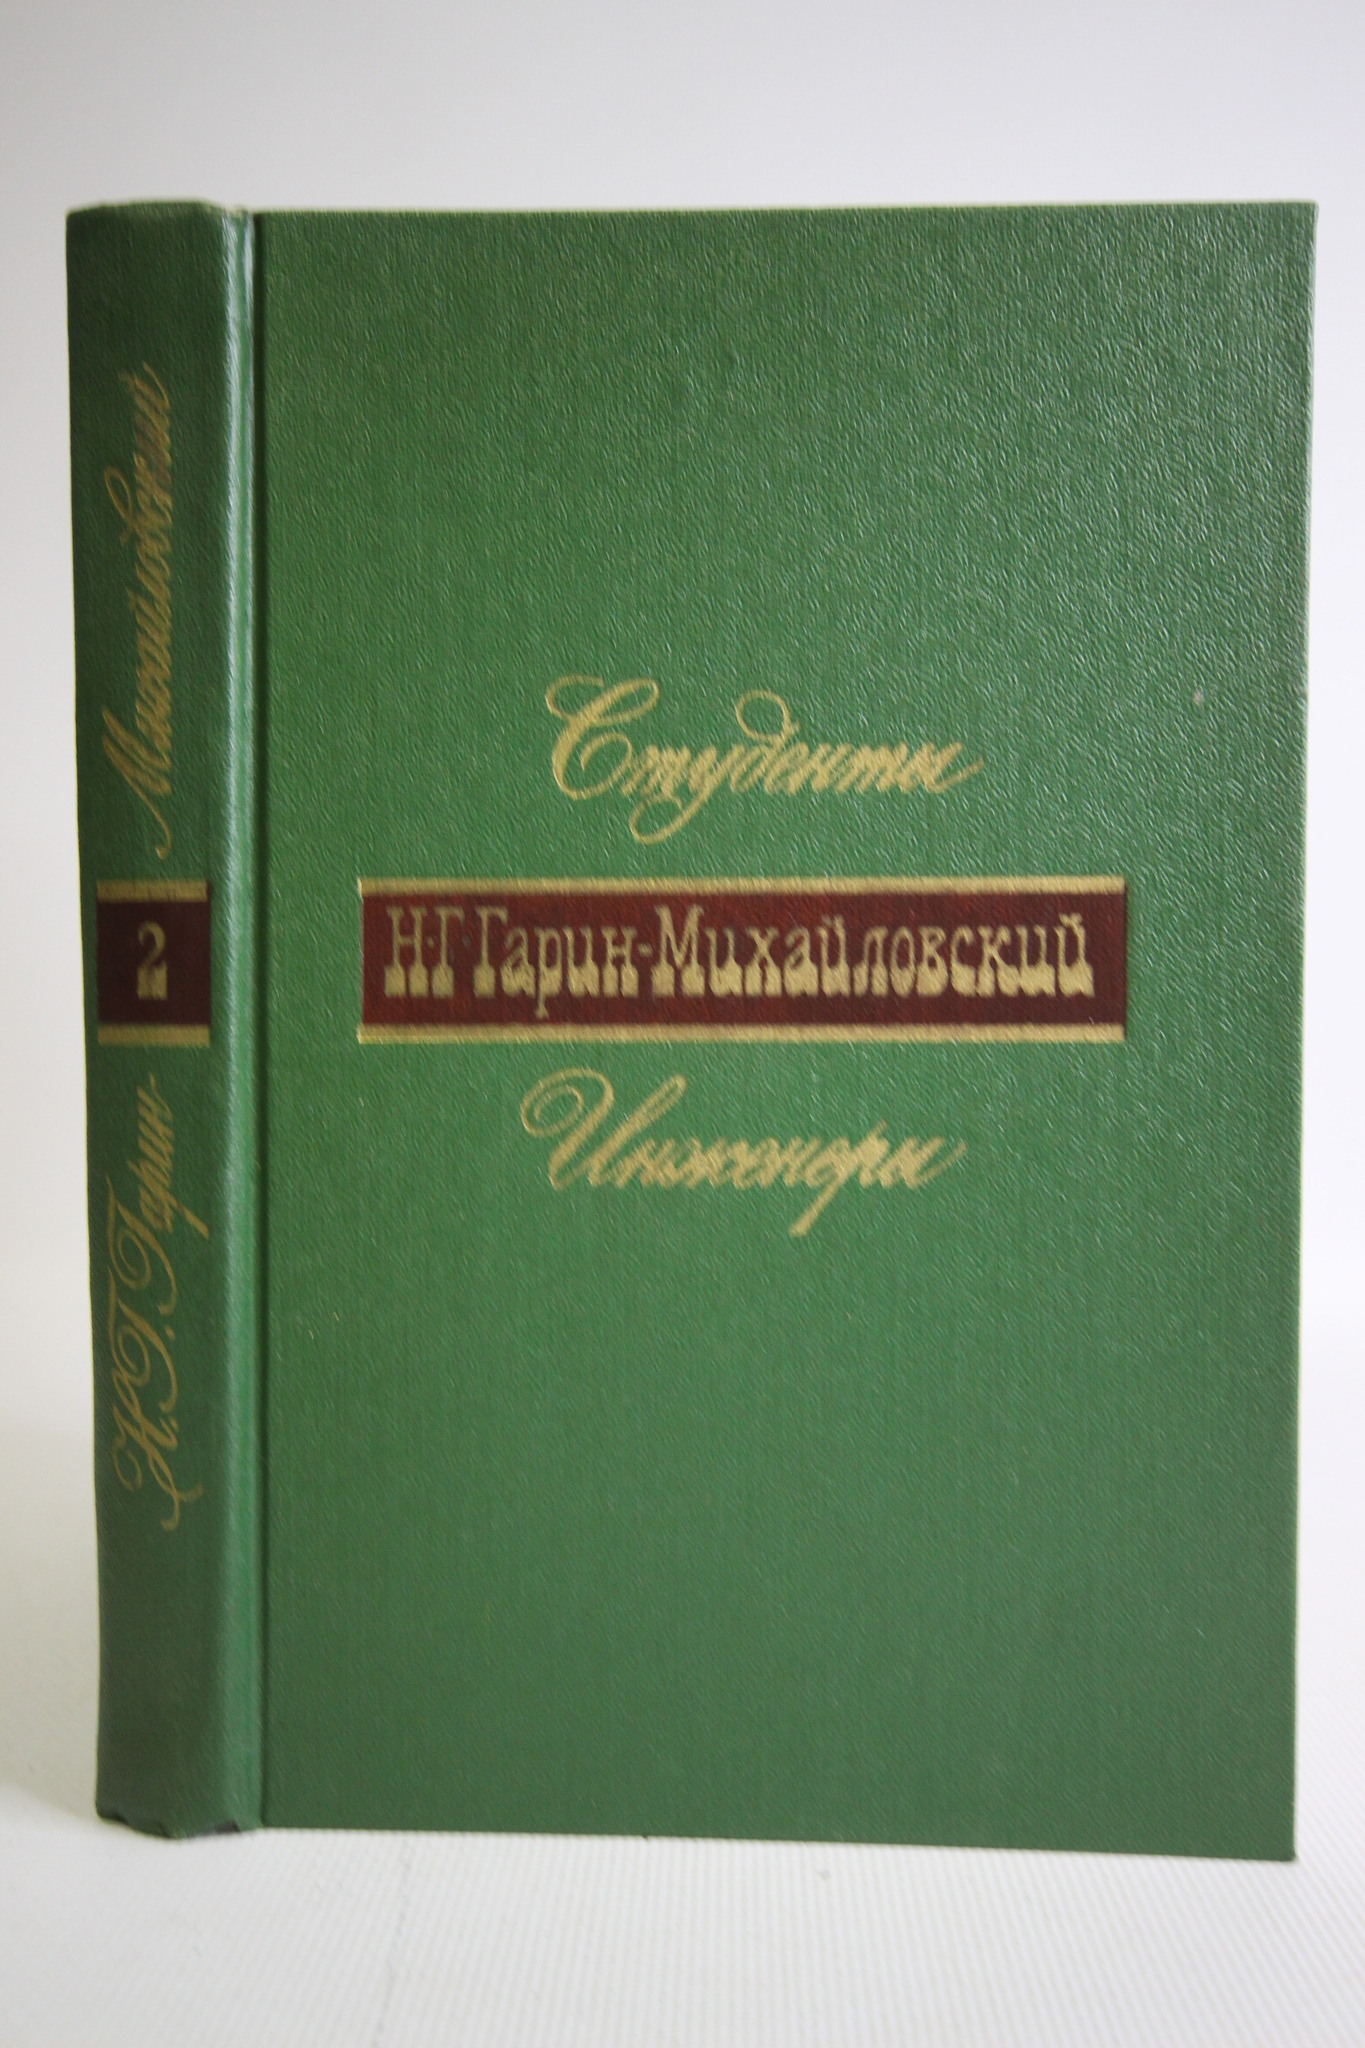 Студенты
Н·Г·Гарин-Михайловский
Инженеры
Н.Г.Гарин-
2
Михайловский